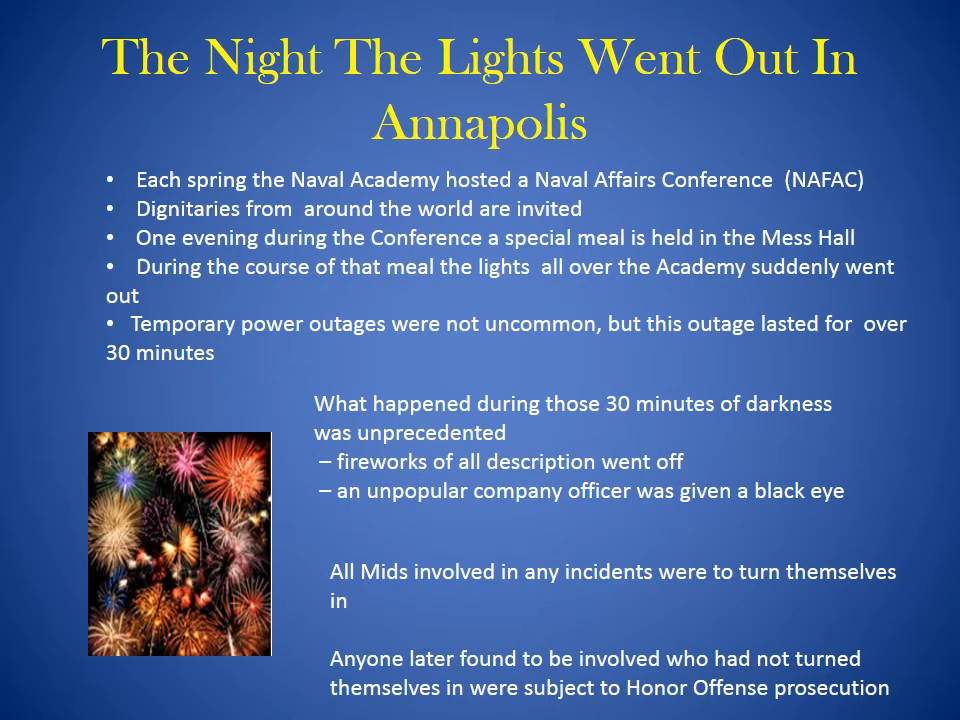 The Night The Lights Went Out In
Annapolis
• Each spring the Naval Academy hosted a Naval Affairs Conference (NAFAC)
• Dignitaries from around the world are invited
• One evening during the Conference a special meal is held in the Mess Hall
• During the course of that meal the lights all over the Academy suddenly went
out
• Temporary power outages were not uncommon, but this outage lasted for over
30 minutes
What happened during those 30 minutes of darkness
was unprecedented
– fireworks of all description went off
– an unpopular company officer was given a black eye
All Mids involved in any incidents were to turn themselves
in
Anyone later found to be involved who had not turned
themselves in were subject to Honor Offense prosecution